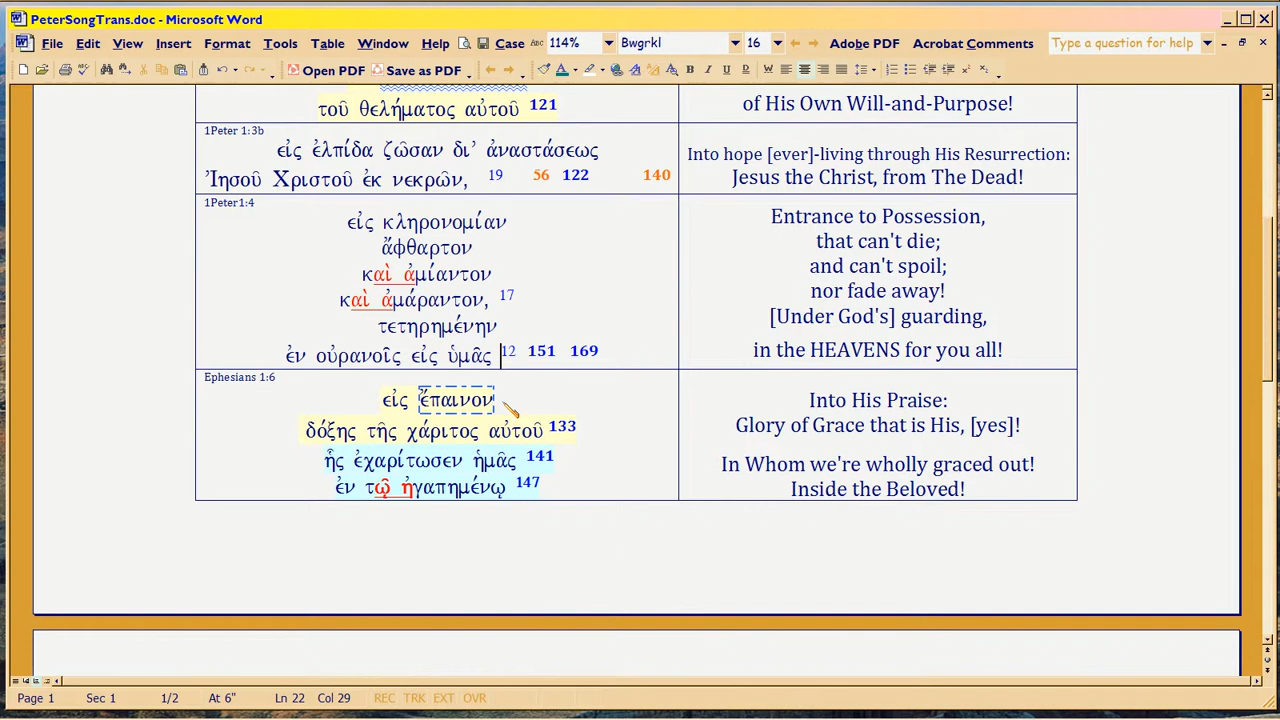 PeterSongTrans.doc - Microsoft Word
File Edit View Insert Format Tools Table Window Help Case 114% Bwgrkl 16 Adobe PDF Acrobat Comments Type a question for help
Open PDF Save as PDF
τοῦ θελήματος αὐτοῦ 121
of His Own Will-and-Purpose!
1Peter 1:3b
εἰς ἐλπίδα ζῶσαν δι’ ἀναστάσεως
Ἰησοῦ Χριστοῦ ἐκ νεκρῶν, 19 56 122 140
Into hope [ever]-living through His Resurrection:
Jesus the Christ, from The Dead!
1Peter1:4
εἰς κληρονομίαν
ἄφθαρτον
καὶ ἀμίαντον
καὶ ἀμάραντον, 17
τετηρημένην
ἐν οὐρανοῖς εἰς ὑμᾶς 12 151 169
Entrance to Possession,
that can't die;
and can't spoil;
nor fade away!
[Under God's] guarding,
in the HEAVENS for you all!
Ephesians 1:6
εἰς ἔπαινον
δόξης τῆς χάριτος αὐτοῦ 133
ἧς ἐχαρίτωσεν ἡμᾶς 141
ἐν τῷ ἠγαπημένῳ 147
Into His Praise:
Glory of Grace that is His, [yes]!
In Whom we're wholly graced out!
Inside the Beloved!
Page 1 Sec 1 1/2 At 6" Ln 22 Col 29 REC TRK EXT OVR